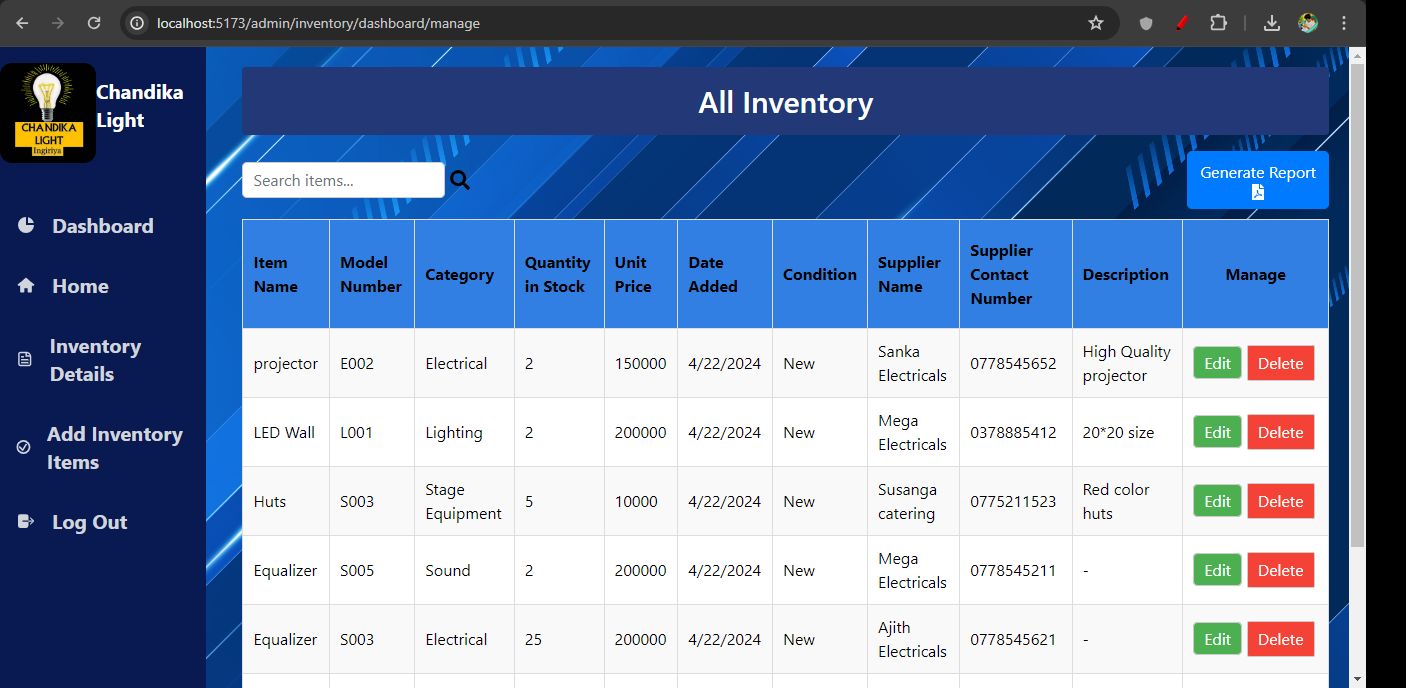 localhost:5173/admin/inventory/dashboard/manage
CHANDIKA
LIGHT
Ingiriya
Chandika
Light
Dashboard
Home
Inventory
Details
Add Inventory
Items
Log Out
All Inventory
Search items...
Generate Report
Item Name Model Number Category Quantity in Stock Unit Price Date Added Condition Supplier Name Supplier Contact Number Description Manage
projector E002 Electrical 2 150000 4/22/2024 New Sanka Electricals 0778545652 High Quality projector Edit Delete
LED Wall L001 Lighting 2 200000 4/22/2024 New Mega Electricals 0378885412 20*20 size Edit Delete
Huts S003 Stage Equipment 5 10000 4/22/2024 New Susanga catering 0775211523 Red color huts Edit Delete
Equalizer S005 Sound 2 200000 4/22/2024 New Mega Electricals 0778545211 - Edit Delete
Equalizer S003 Electrical 25 200000 4/22/2024 New Ajith Electricals 0778545621 - Edit Delete